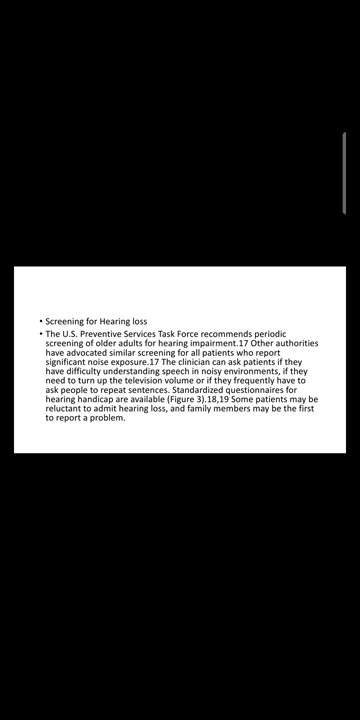 • Screening for Hearing loss
• The U.S. Preventive Services Task Force recommends periodic
screening of older adults for hearing impairment.17 Other authorities
have advocated similar screening for all patients who report
significant noise exposure.17 The clinician can ask patients if they
have difficulty understanding speech in noisy environments, if they
need to turn up the television volume or if they frequently have to
ask people to repeat sentences. Standardized questionnaires for
hearing handicap are available (Figure 3).18,19 Some patients may be
reluctant to admit hearing loss, and family members may be the first
to report a problem.